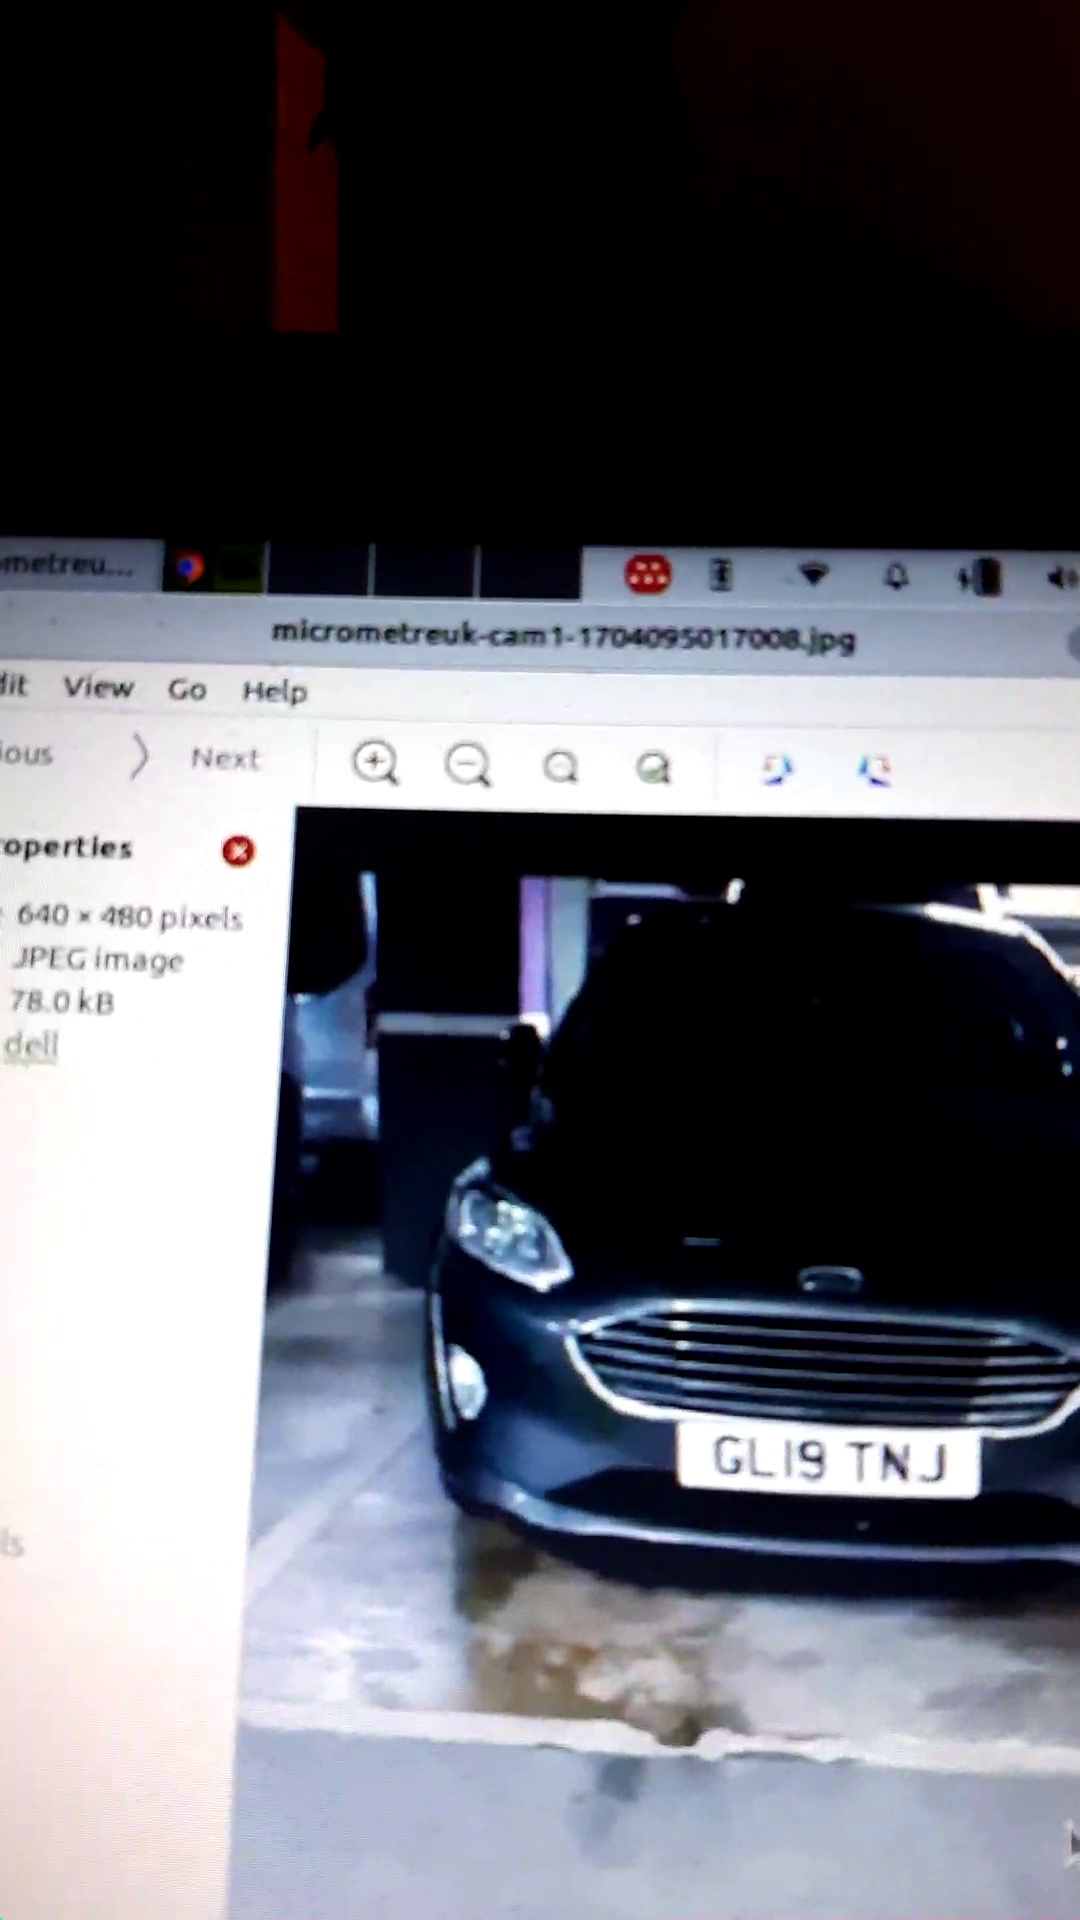 metreu...
micrometreuk-cam1-1704095017008.jpg
dit View Go Help
ious Next
operties
640 × 480 pixels
JPEG image
78.0 kB
dell
GL19 TNJ
ls